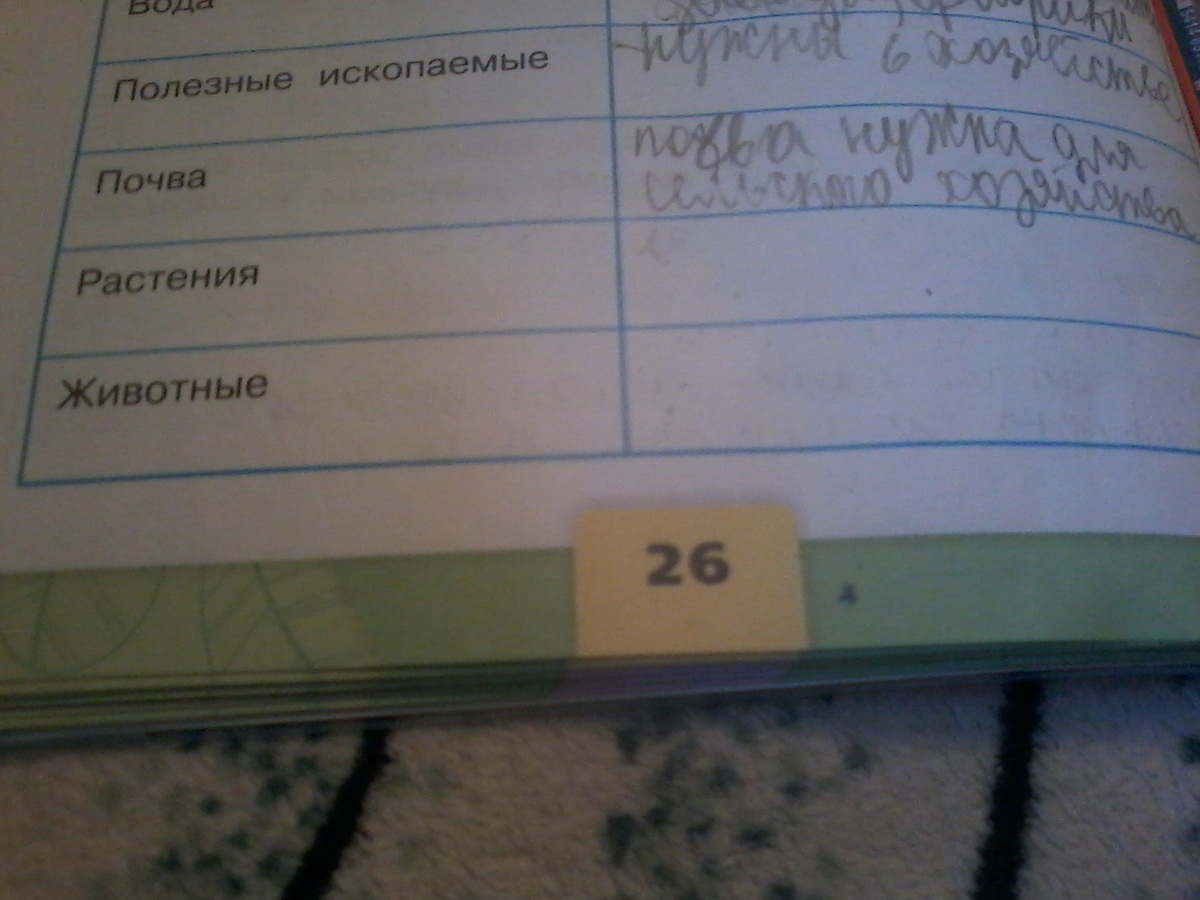 Вода
Полезные ископаемые
нужны в хозяйстве
Почва
почва нужна для
сельского хозяйства
Растения
Животные
26